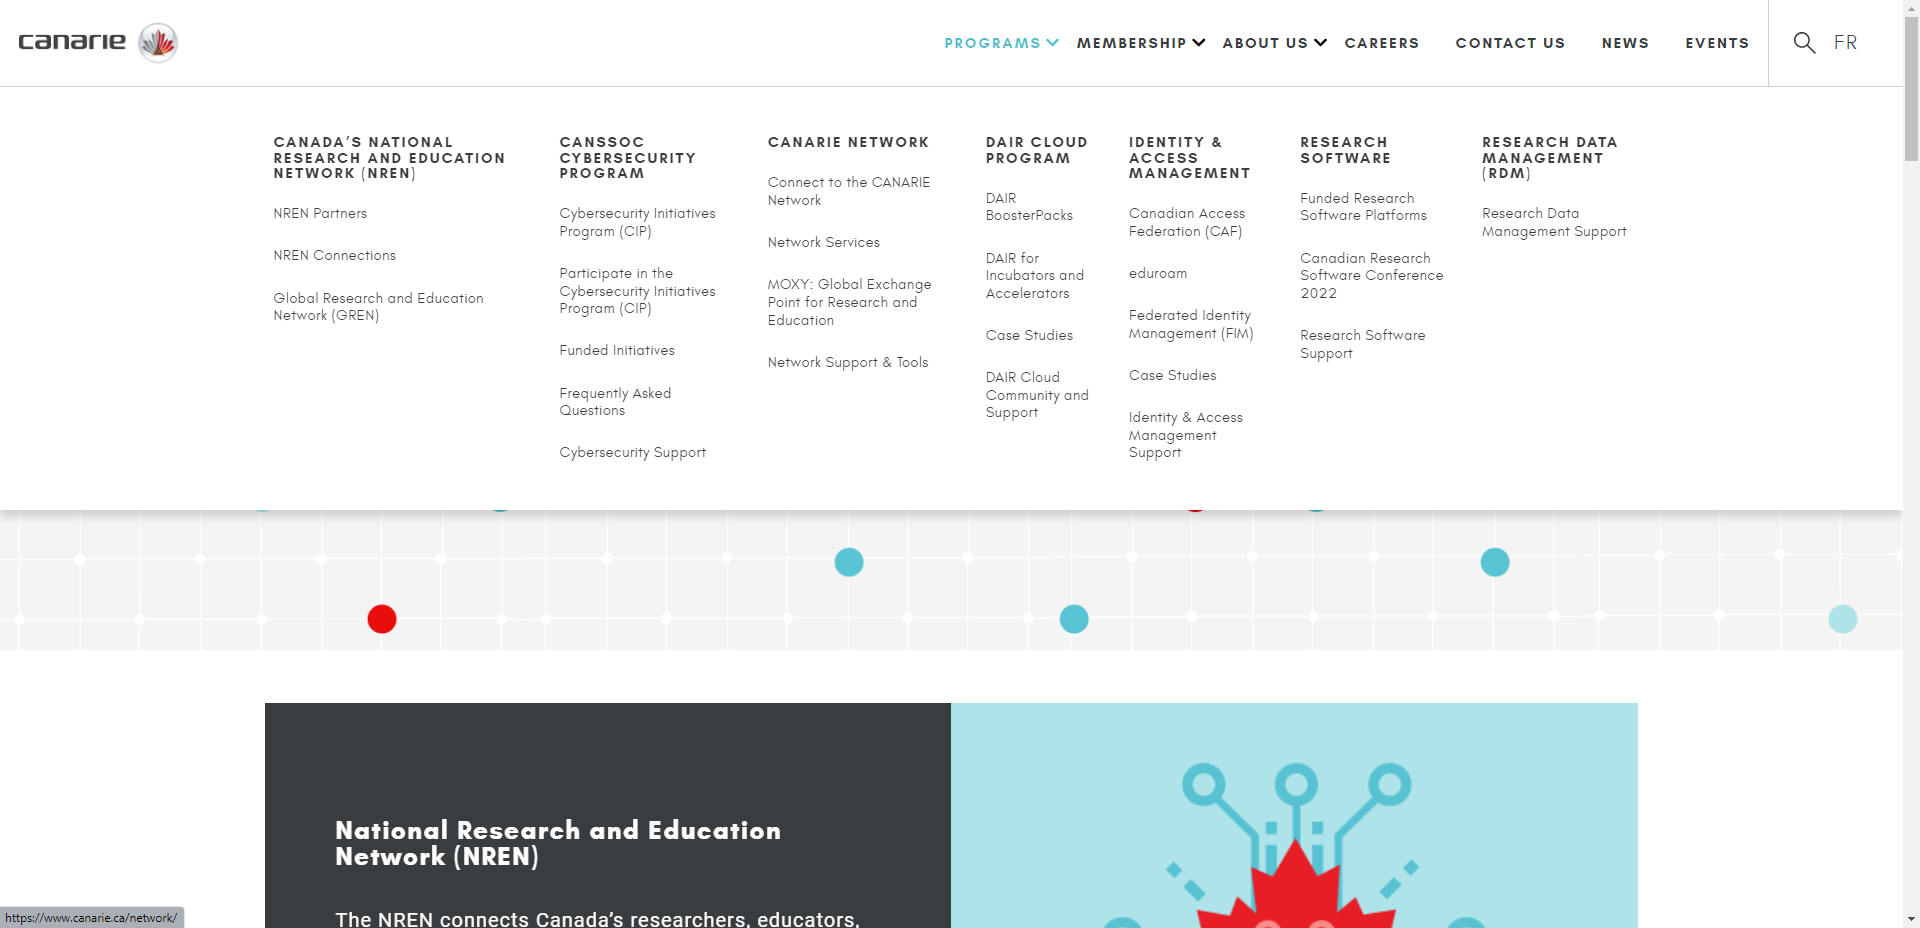 canarie
PROGRAMS
MEMBERSHIP
ABOUT US
CAREERS
CONTACT US
NEWS
EVENTS
FR
CANADA’S NATIONAL
RESEARCH AND EDUCATION
NETWORK (NREN)
NREN Partners
NREN Connections
Global Research and Education
Network (GREN)
CANSSOC
CYBERSECURITY
PROGRAM
Cybersecurity Initiatives
Program (CIP)
Participate in the
Cybersecurity Initiatives
Program (CIP)
Funded Initiatives
Frequently Asked
Questions
Cybersecurity Support
CANARIE NETWORK
Connect to the CANARIE
Network
Network Services
MOXY: Global Exchange
Point for Research and
Education
Network Support & Tools
DAIR CLOUD
PROGRAM
DAIR
BoosterPacks
DAIR for
Incubators and
Accelerators
Case Studies
DAIR Cloud
Community and
Support
IDENTITY &
ACCESS
MANAGEMENT
Canadian Access
Federation (CAF)
eduroam
Federated Identity
Management (FIM)
Case Studies
Identity & Access
Management
Support
RESEARCH
SOFTWARE
Funded Research
Software Platforms
Canadian Research
Software Conference
2022
Research Software
Support
RESEARCH DATA
MANAGEMENT
(RDM)
Research Data
Management Support
National Research and Education
Network (NREN)
The NREN connects Canada’s researchers, educators,
https://www.canarie.ca/network/